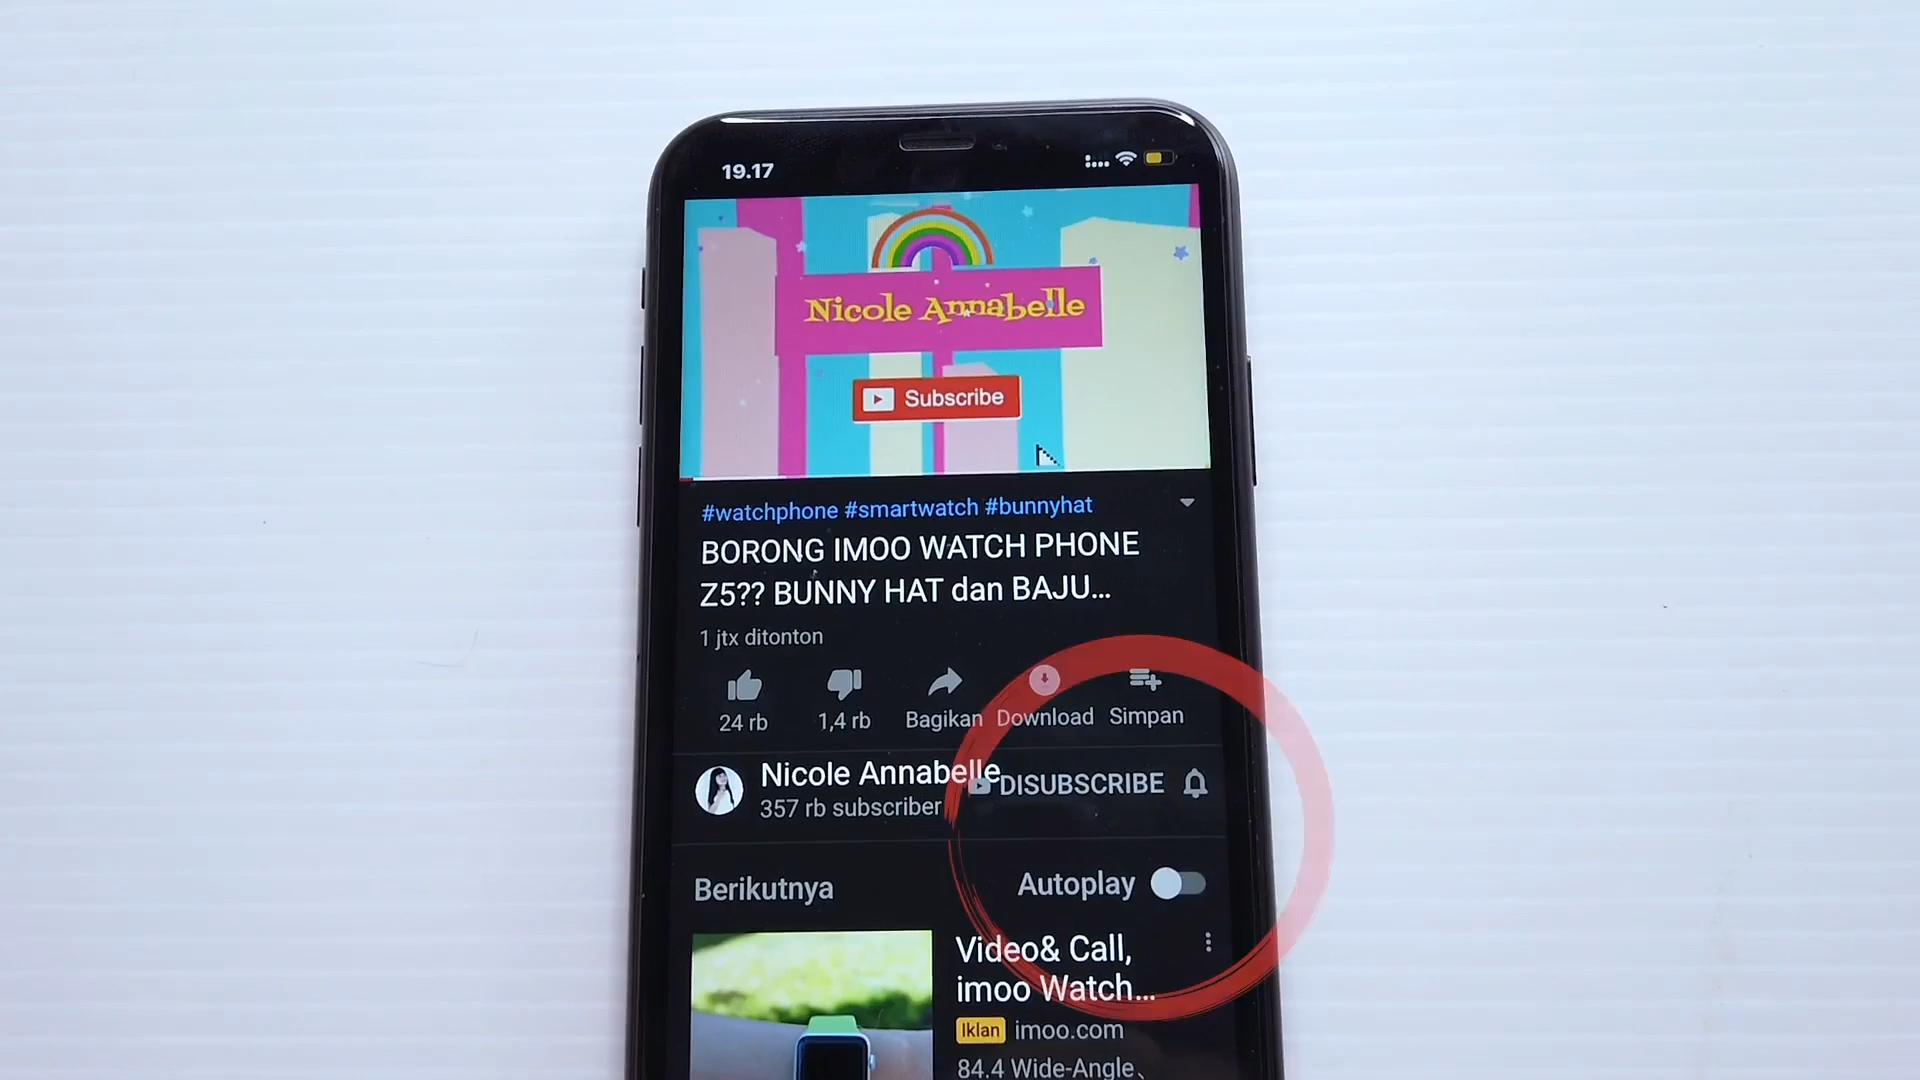 19.17
Nicole Annabelle
Subscribe
#watchphone #smartwatch #bunnyhat
BORONG IMOO WATCH PHONE
Z5?? BUNNY HAT dan BAJU...
1 jtx ditonton
24 rb
1,4 rb
Bagikan
Download
Simpan
Nicole Annabelle
357 rb subscriber
DISUBSCRIBE
Berikutnya
Autoplay
Video& Call,
imoo Watch...
Iklan imoo.com
84.4 Wide-Angle、